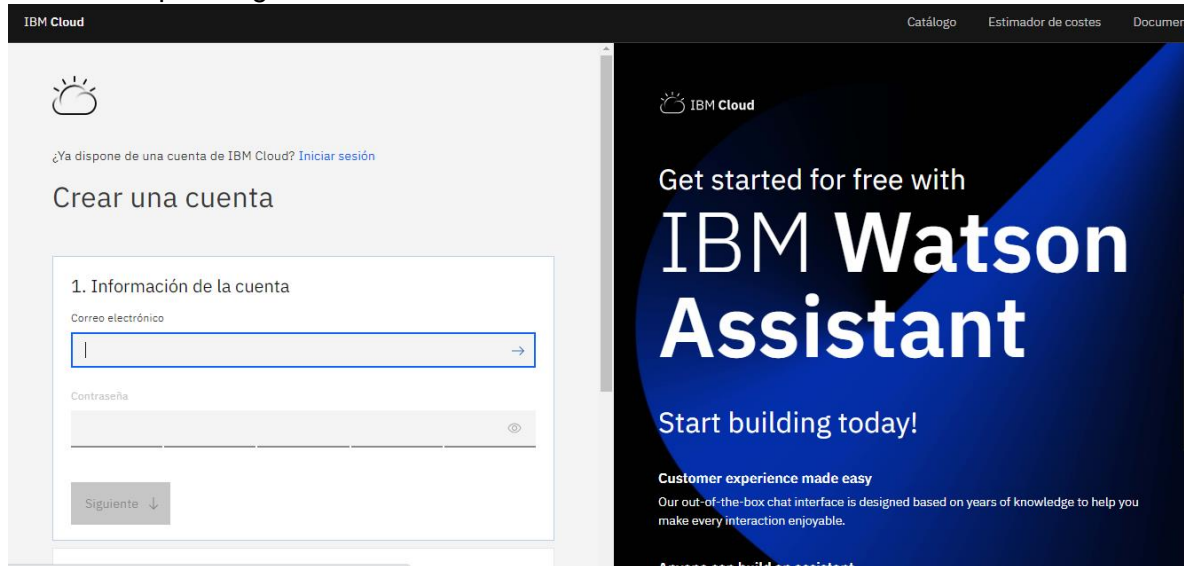 IBM Cloud
Catálogo
Estimador de costes
¿Ya dispone de una cuenta de IBM Cloud? Iniciar sesión
Crear una cuenta
1. Información de la cuenta
Correo electrónico
Contraseña
Siguiente
IBM Cloud
Get started for free with
IBM Watson
Assistant
Start building today!
Customer experience made easy
Our out-of-the-box chat interface is designed based on years of knowledge to help you
make every interaction enjoyable.